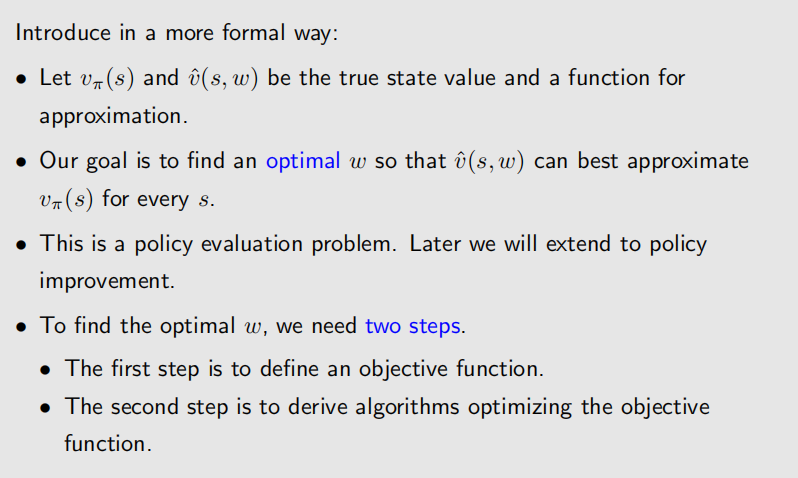 Introduce in a more formal way:
• Let vπ(s) and v̂(s, w) be the true state value and a function for
approximation.
• Our goal is to find an optimal w so that v̂(s, w) can best approximate
vπ(s) for every s.
• This is a policy evaluation problem. Later we will extend to policy
improvement.
• To find the optimal w, we need two steps.
• The first step is to define an objective function.
• The second step is to derive algorithms optimizing the objective
function.